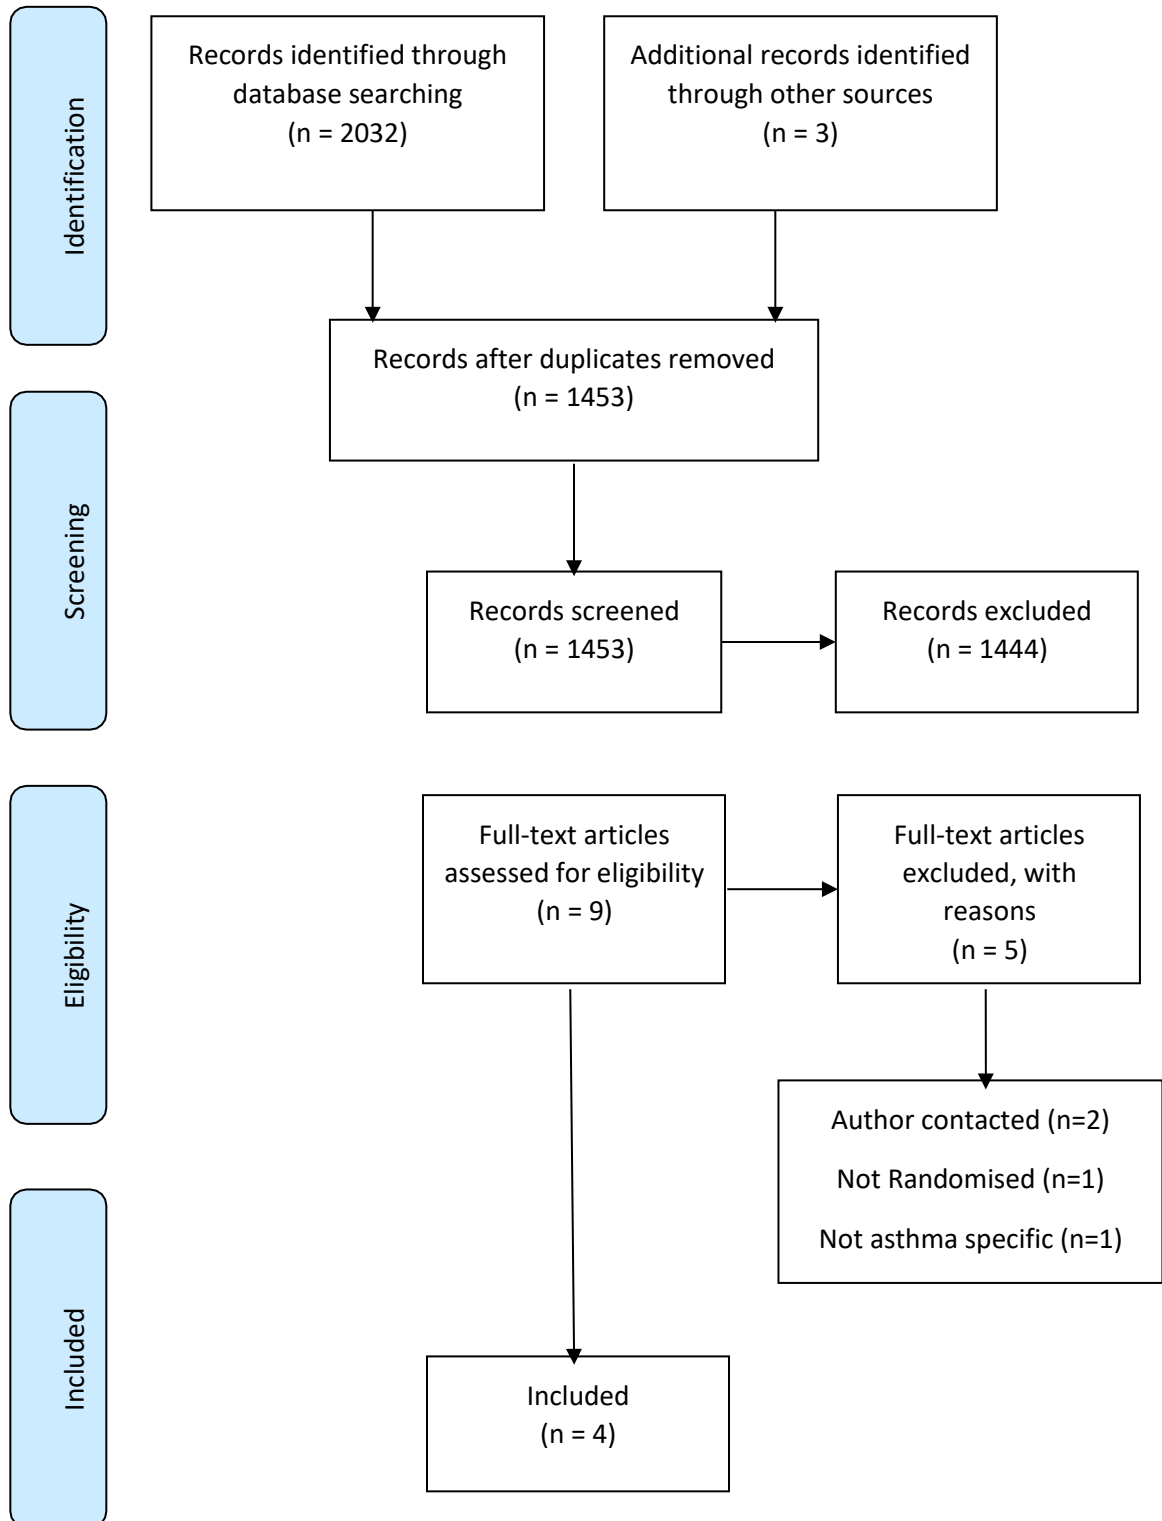 Identification
Records identified through
database searching
(n = 2032)
Additional records identified
through other sources
(n = 3)
Records after duplicates removed
(n = 1453)
Screening
Records screened
(n = 1453)
Records excluded
(n = 1444)
Eligibility
Full-text articles
assessed for eligibility
(n = 9)
Full-text articles
excluded, with
reasons
(n = 5)
Author contacted (n=2)
Not Randomised (n=1)
Not asthma specific (n=1)
Included
Included
(n = 4)